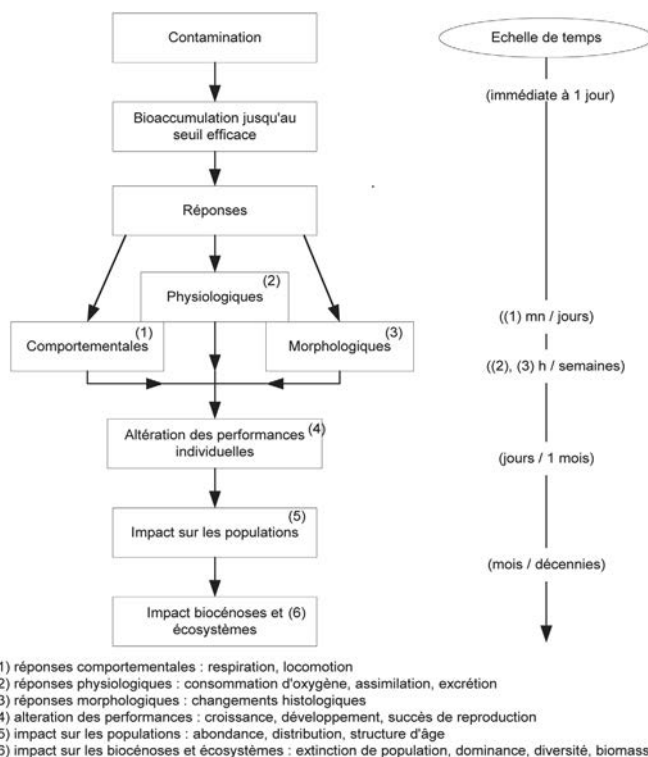 Contamination
Echelle de temps
(immédiate à 1 jour)
Bioaccumulation jusqu'au
seuil efficace
Réponses
(2)
Physiologiques
(1)
Comportementales
(3)
Morphologiques
((1) mn / jours)
((2), (3) h / semaines)
Altération des performances (4)
individuelles
(jours / 1 mois)
(5)
Impact sur les populations
(mois / décennies)
Impact biocénoses et (6)
écosystèmes
1) réponses comportementales : respiration, locomotion
2) réponses physiologiques : consommation d'oxygène, assimilation, excrétion
3) réponses morphologiques : changements histologiques
4) alteration des performances : croissance, développement, succès de reproduction
5) impact sur les populations : abondance, distribution, structure d'âge
6) impact sur les biocénoses et écosystèmes : extinction de population, dominance, diversité, biomass